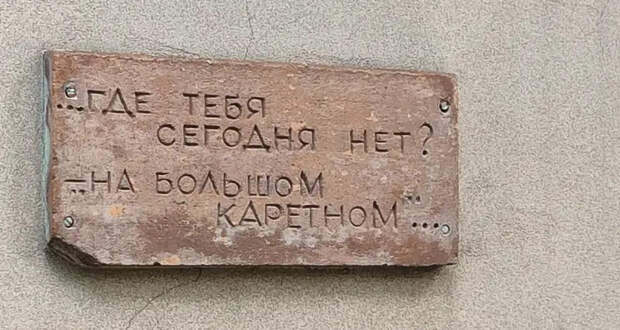 ...ГДЕ ТЕБЯ
СЕГОДНЯ НЕТ?
–НА БОЛЬШОМ
КАРЕТНОМ ...